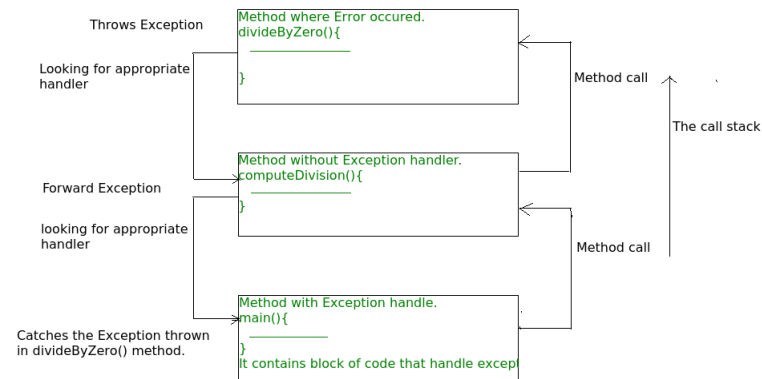 Throws Exception
Method where Error occured.
divideByZero(){
}
Looking for appropriate
handler
Method call
The call stack
Method without Exception handler.
computeDivision(){
}
Forward Exception
looking for appropriate
handler
Method call
Method with Exception handle.
main(){
}
It contains block of code that handle except
Catches the Exception thrown
in divideByZero() method.